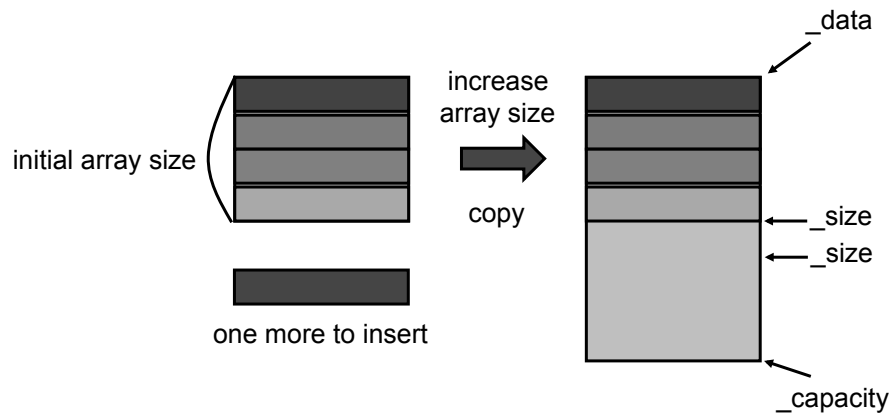 _data
increase
array size
initial array size
copy
_size
_size
one more to insert
_capacity